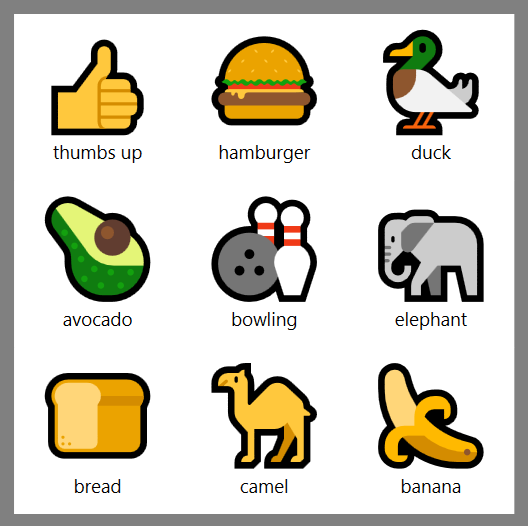 thumbs up hamburger duck
avocado bowling elephant
bread camel banana